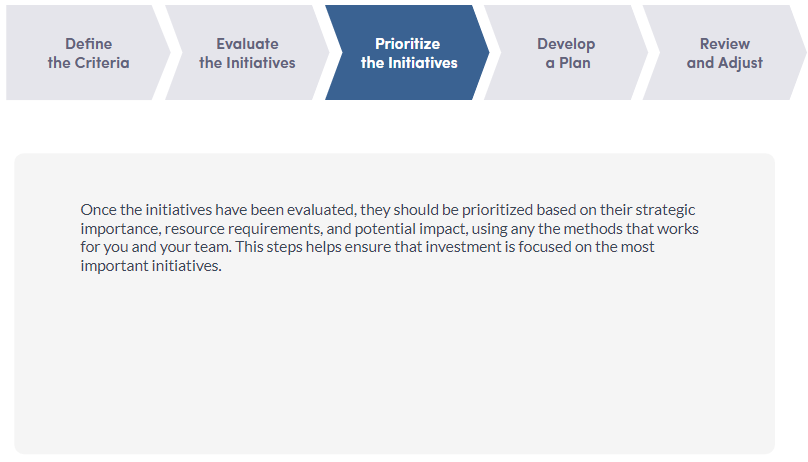 Define
the Criteria
Evaluate
the Initiatives
Prioritize
the Initiatives
Develop
a Plan
Review
and Adjust
Once the initiatives have been evaluated, they should be prioritized based on their strategic
importance, resource requirements, and potential impact, using any the methods that works
for you and your team. This steps helps ensure that investment is focused on the most
important initiatives.